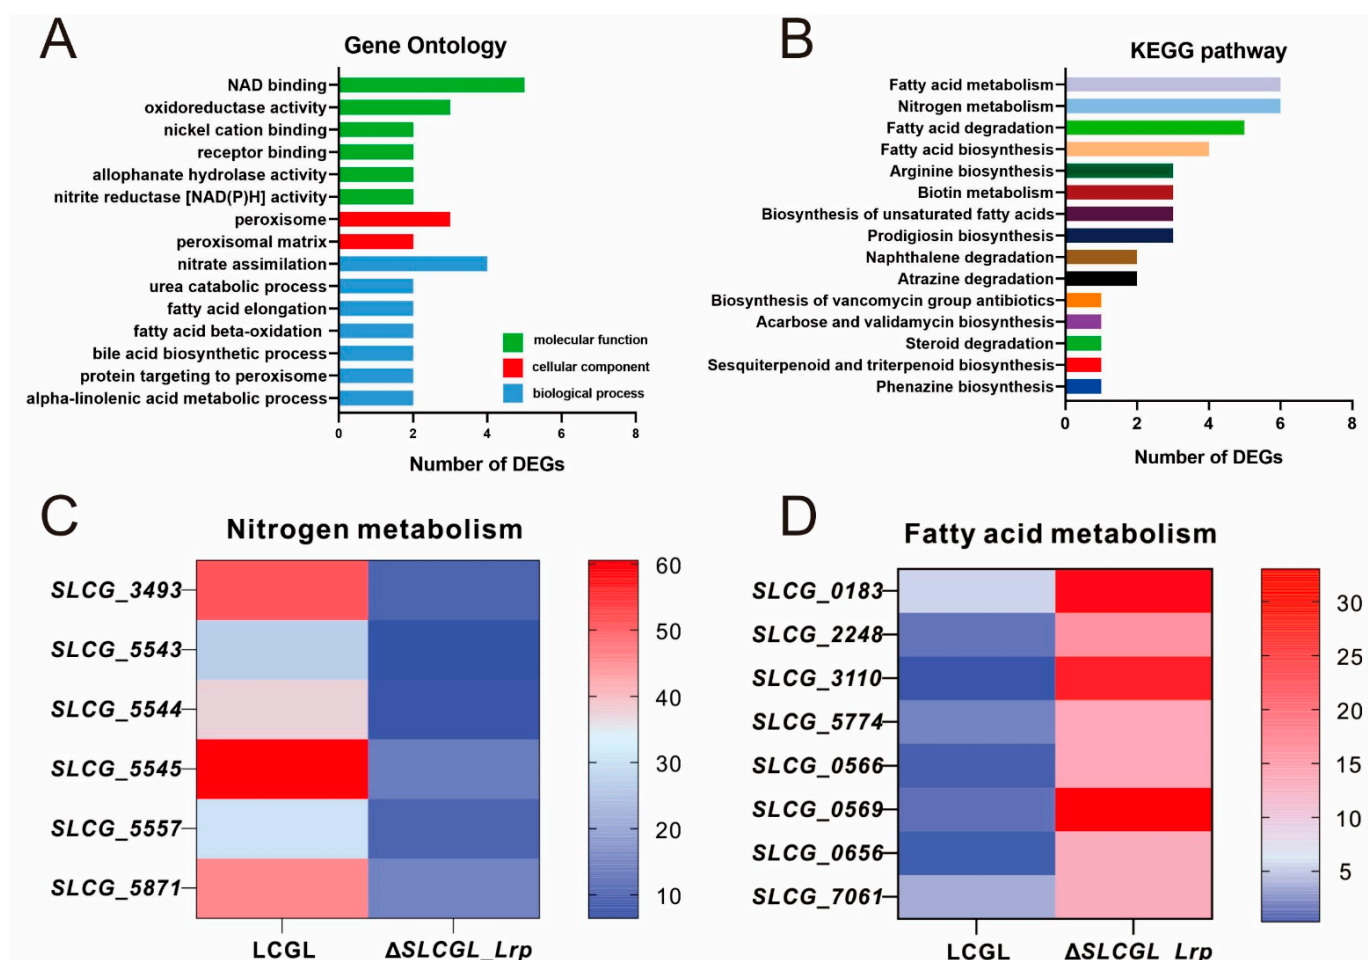 A
Gene Ontology
NAD binding
oxidoreductase activity
nickel cation binding
receptor binding
allophanate hydrolase activity
nitrite reductase [NAD(P)H] activity
peroxisome
peroxisomal matrix
nitrate assimilation
urea catabolic process
fatty acid elongation
fatty acid beta-oxidation
bile acid biosynthetic process
protein targeting to peroxisome
alpha-linolenic acid metabolic process
molecular function
cellular component
biological process
0 2 4 6 8
Number of DEGs
B
KEGG pathway
Fatty acid metabolism
Nitrogen metabolism
Fatty acid degradation
Fatty acid biosynthesis
Arginine biosynthesis
Biotin metabolism
Biosynthesis of unsaturated fatty acids
Prodigiosin biosynthesis
Naphthalene degradation
Atrazine degradation
Biosynthesis of vancomycin group antibiotics
Acarbose and validamycin biosynthesis
Steroid degradation
Sesquiterpenoid and triterpenoid biosynthesis
Phenazine biosynthesis
0 2 4 6 8
Number of DEGs
C
Nitrogen metabolism
SLCG_3493
SLCG_5543
SLCG_5544
SLCG_5545
SLCG_5557
SLCG_5871
LCGL ΔSLCGL_Lrp
60
50
40
30
20
10
D
Fatty acid metabolism
SLCG_0183
SLCG_2248
SLCG_3110
SLCG_5774
SLCG_0566
SLCG_0569
SLCG_0656
SLCG_7061
LCGL ΔSLCGL_Lrp
30
25
20
15
10
5